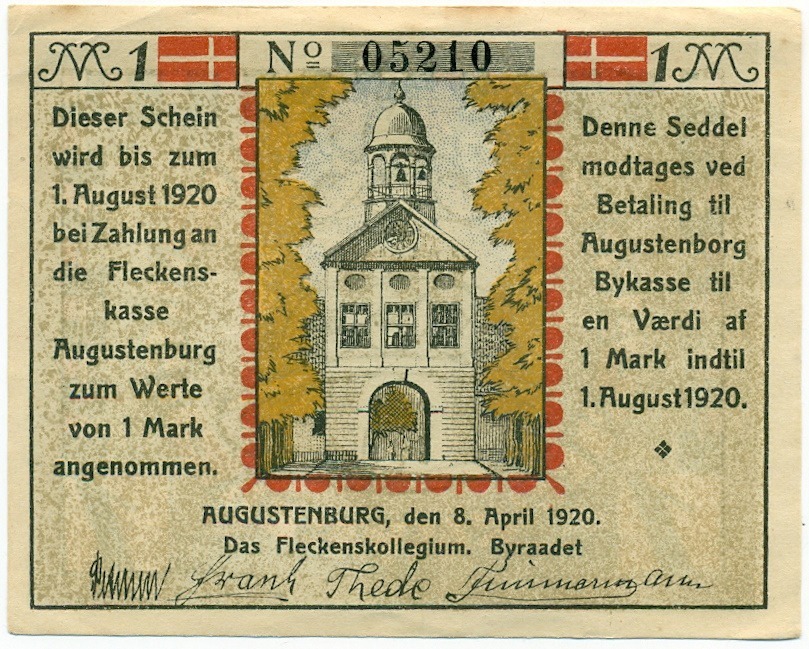 M 1
Nº 05210
1 M
Dieser Schein
wird bis zum
1. August 1920
bei Zahlung an
die Fleckens-
kasse
Augustenburg
zum Werte
von 1 Mark
angenommen.
Denne Seddel
modtages ved
Betaling til
Augustenborg
Bykasse til
en Værdi af
1 Mark indtil
1. August 1920.
AUGUSTENBURG, den 8. April 1920.
Das Fleckenskollegium. Byraadet
Frank Thede Zimmermann